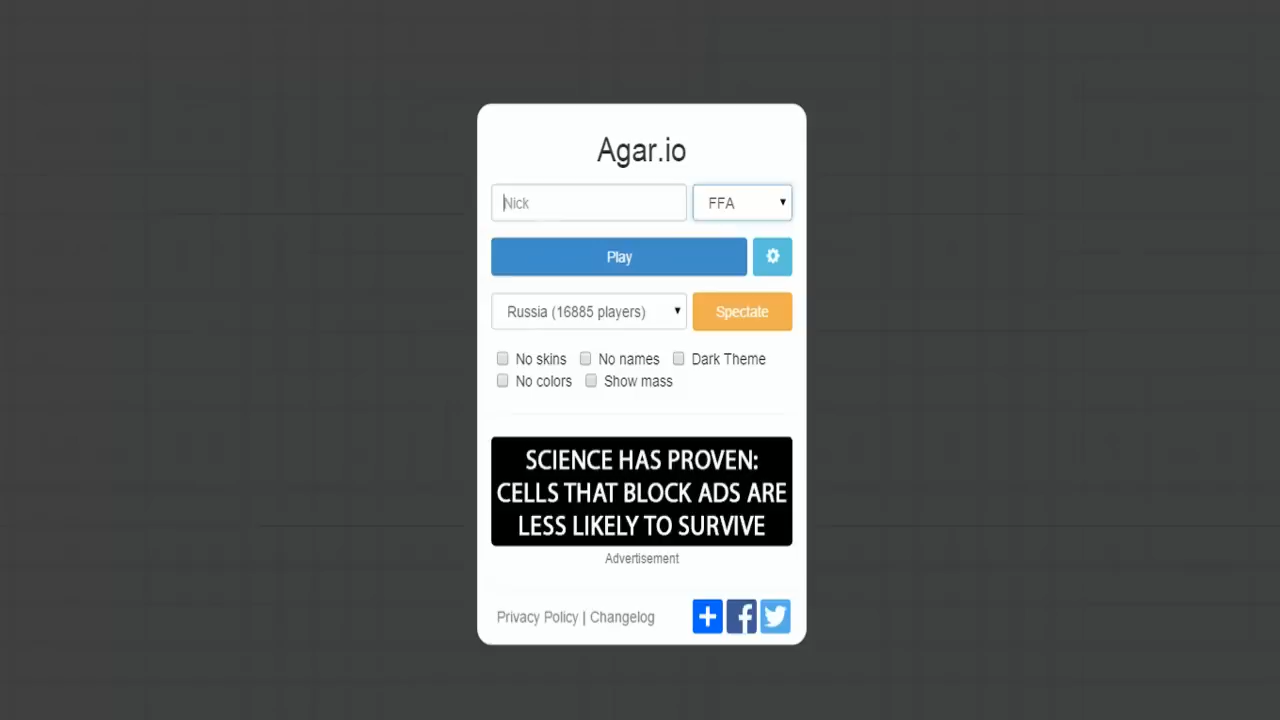 Agar.io
Nick FFA
Play
Russia (16885 players) Spectate
No skins No names Dark Theme
No colors Show mass
SCIENCE HAS PROVEN:
CELLS THAT BLOCK ADS ARE
LESS LIKELY TO SURVIVE
Advertisement
Privacy Policy | Changelog